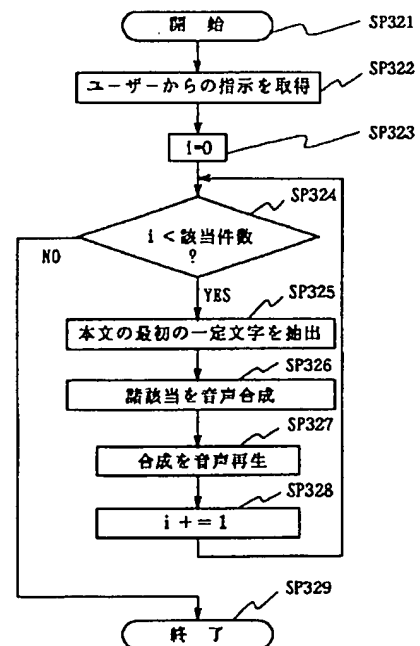 開 始
SP321
SP322
ユーザーからの指示を取得
SP323
i=0
SP324
i < 該当件数
?
NO
YES
SP325
本文の最初の一定文字を抽出
SP326
諸該当を音声合成
SP327
合成を音声再生
SP328
i += 1
SP329
終 了